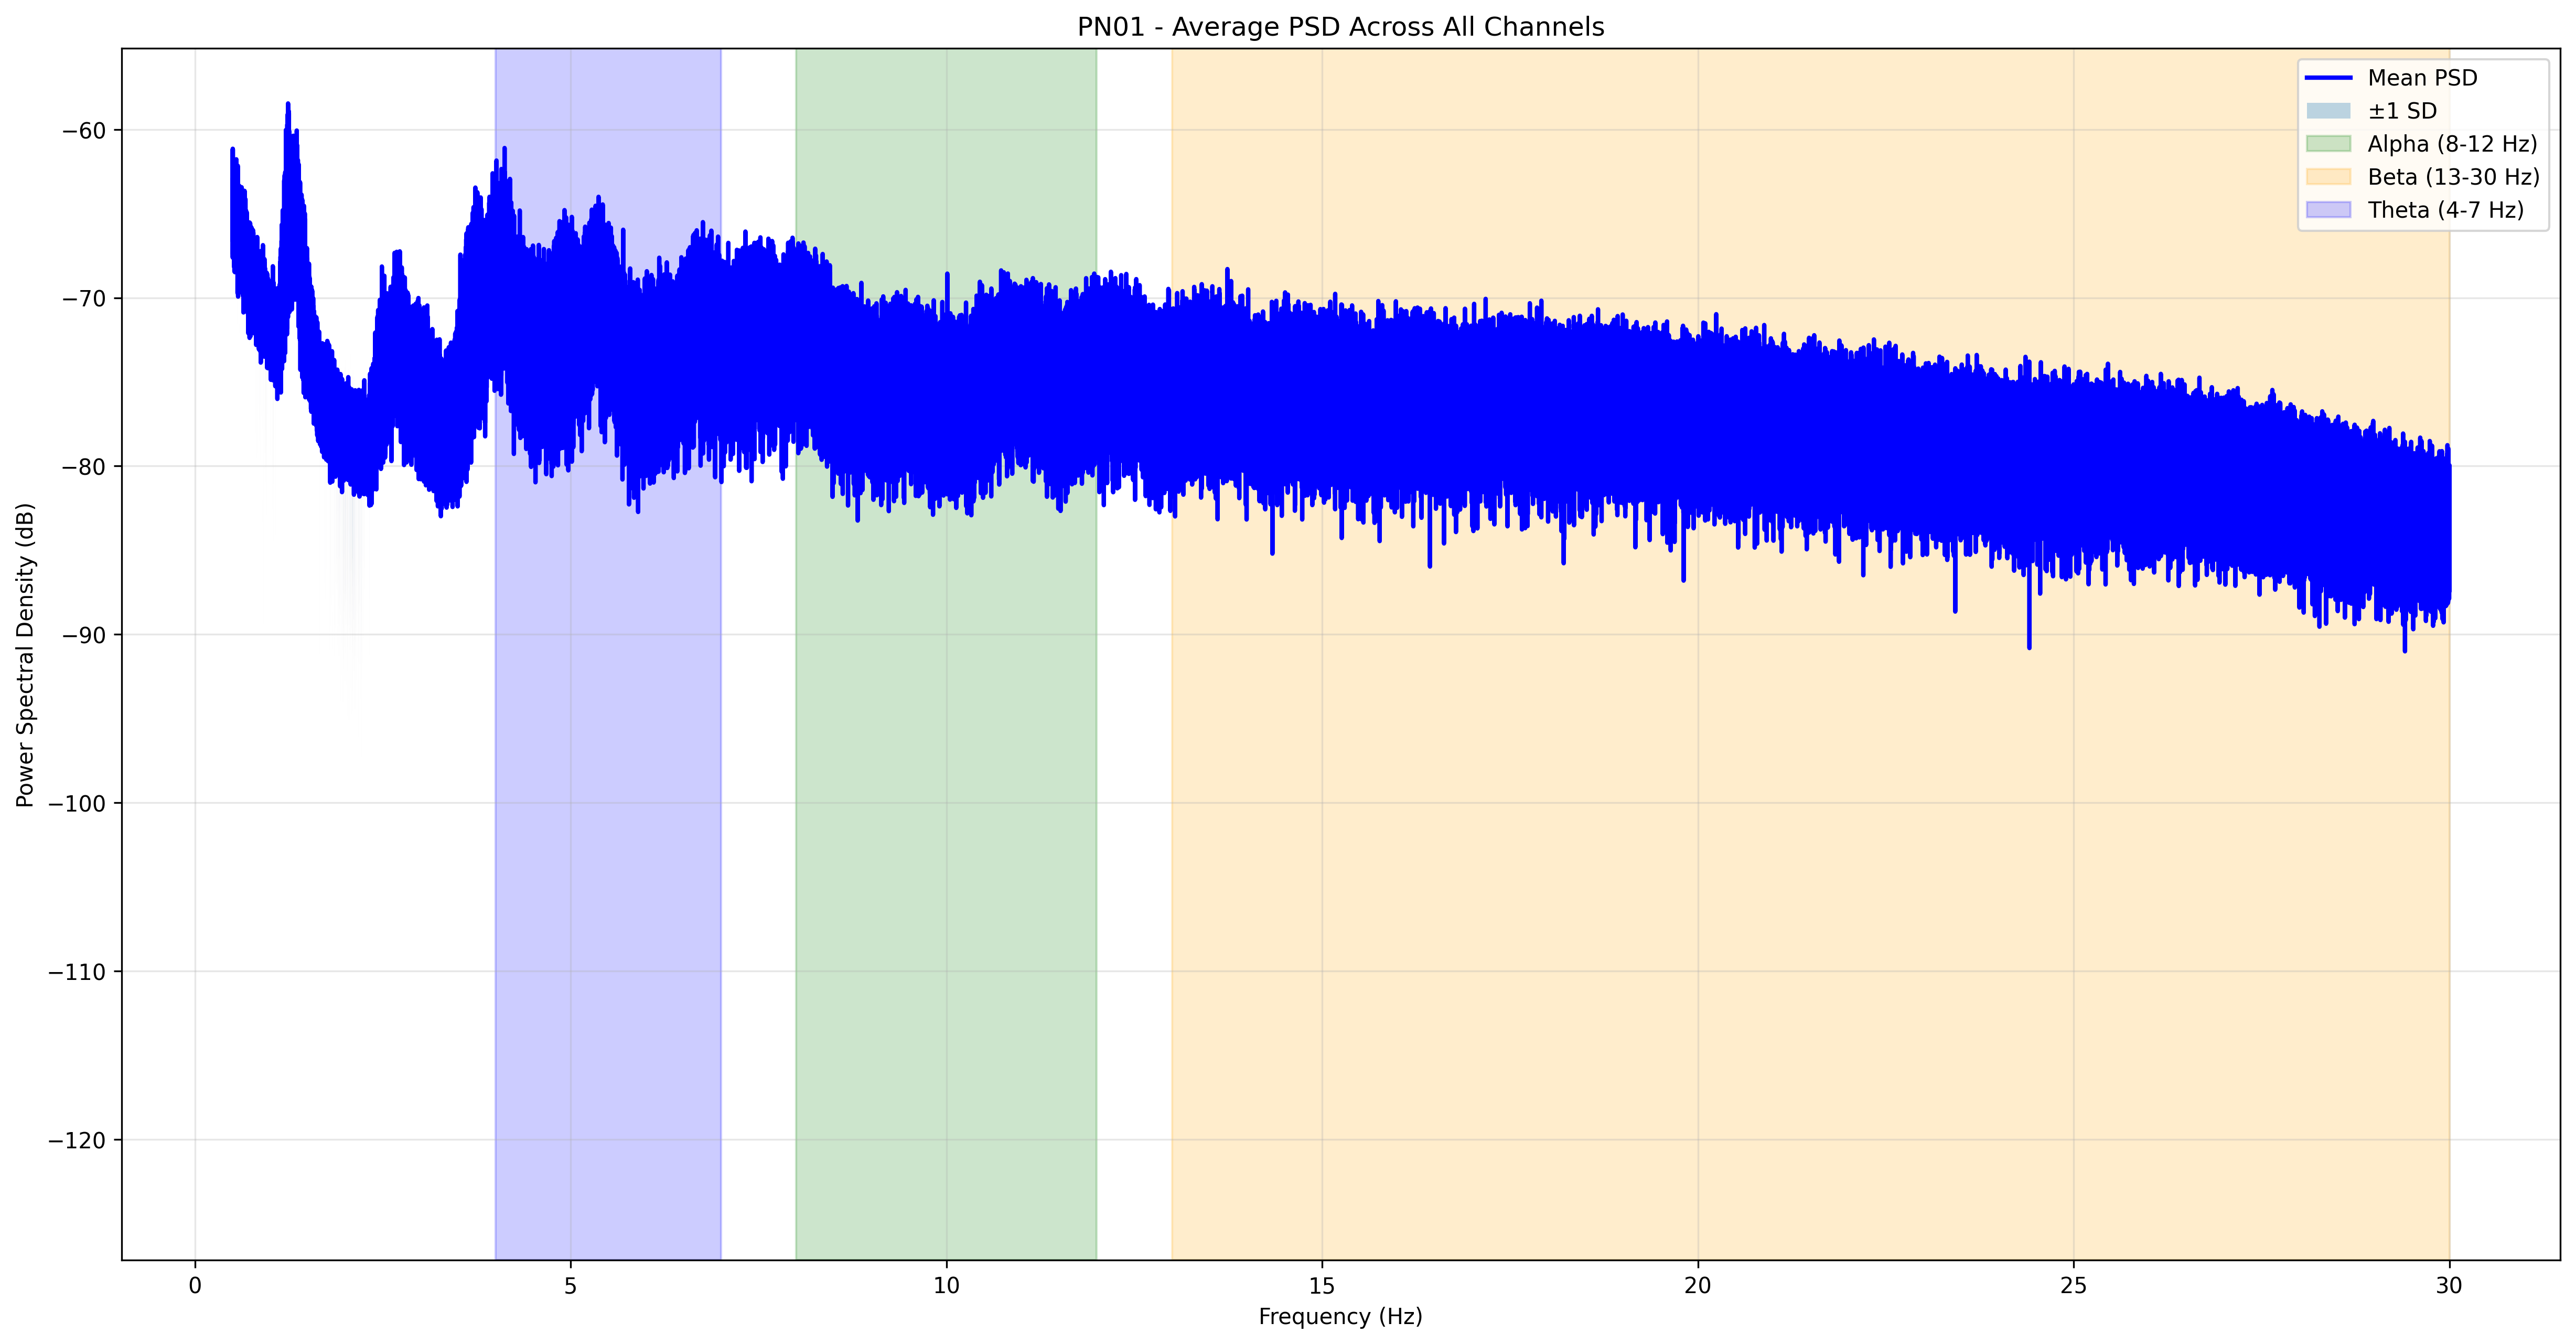 PN01 - Average PSD Across All Channels
Mean PSD
±1 SD
Alpha (8-12 Hz)
Beta (13-30 Hz)
Theta (4-7 Hz)
Power Spectral Density (dB)
−60
−70
−80
−90
−100
−110
−120
0 5 10 15 20 25 30
Frequency (Hz)